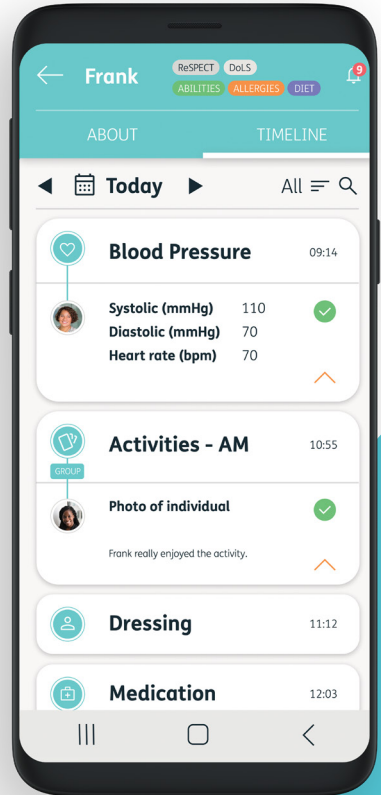 Frank
ReSPECT DoLS
ABILITIES ALLERGIES DIET
9
ABOUT TIMELINE
Today All
Blood Pressure 09:14
Systolic (mmHg) 110
Diastolic (mmHg) 70
Heart rate (bpm) 70
Activities - AM 10:55
GROUP
Photo of individual
Frank really enjoyed the activity.
Dressing 11:12
Medication 12:03